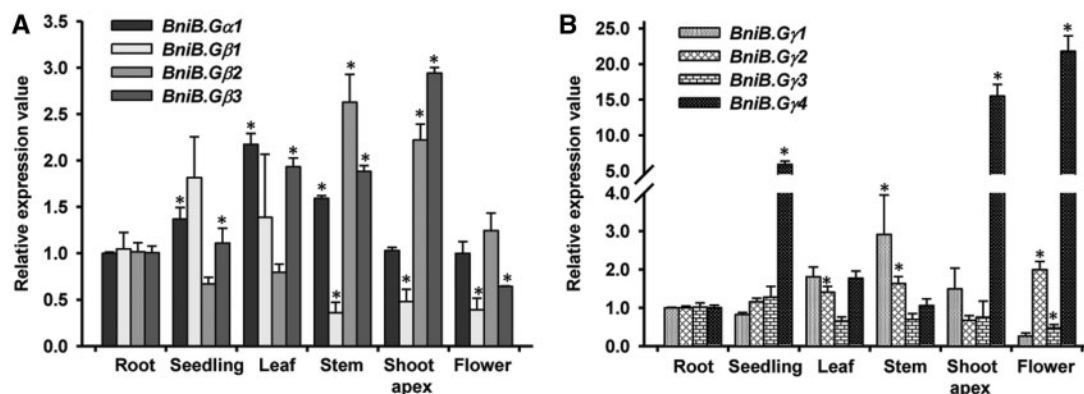 A
Relative expression value
3.5
3.0
2.5
2.0
1.5
1.0
0.5
0.0
BniB.Gα1
BniB.Gβ1
BniB.Gβ2
BniB.Gβ3
* * * * * * * * * * * *
Root Seedling Leaf Stem Shoot apex Flower
B
Relative expression value
25.0
20.0
15.0
10.0
5.0
4.0
3.0
2.0
1.0
0.0
BniB.Gγ1
BniB.Gγ2
BniB.Gγ3
BniB.Gγ4
* * * * * * * *
Root Seedling Leaf Stem Shoot apex Flower